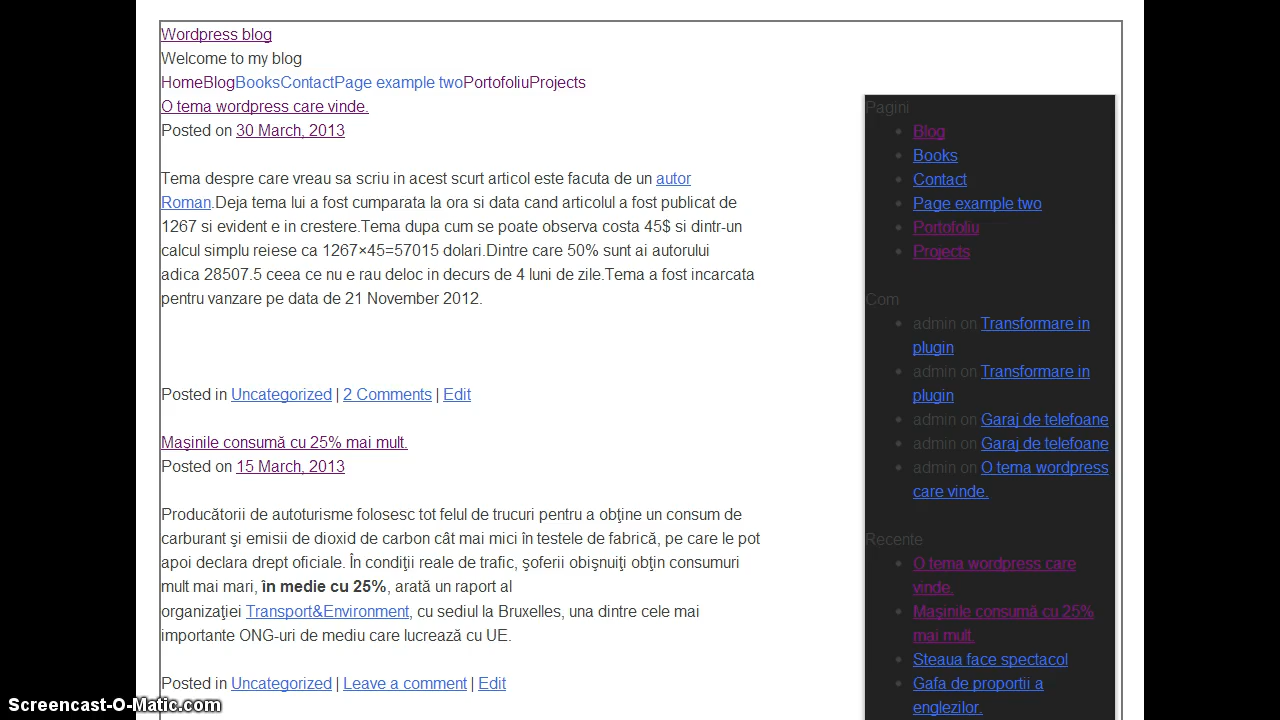 Wordpress blog
Welcome to my blog
HomeBlogBooksContactPage example twoPortofoliuProjects
O tema wordpress care vinde.
Posted on 30 March, 2013
Tema despre care vreau sa scriu in acest scurt articol este facuta de un autor
Roman.Deja tema lui a fost cumparata la ora si data cand articolul a fost publicat de
1267 si evident e in crestere.Tema dupa cum se poate observa costa 45$ si dintr-un
calcul simplu reiese ca 1267×45=57015 dolari.Dintre care 50% sunt ai autorului
adica 28507.5 ceea ce nu e rau deloc in decurs de 4 luni de zile.Tema a fost incarcata
pentru vanzare pe data de 21 November 2012.
Posted in Uncategorized | 2 Comments | Edit
Maşinile consumă cu 25% mai mult.
Posted on 15 March, 2013
Producătorii de autoturisme folosesc tot felul de trucuri pentru a obţine un consum de
carburant şi emisii de dioxid de carbon cât mai mici în testele de fabrică, pe care le pot
apoi declara drept oficiale. În condiţii reale de trafic, şoferii obişnuiţi obţin consumuri
mult mai mari, în medie cu 25%, arată un raport al
organizaţiei Transport&Environment, cu sediul la Bruxelles, una dintre cele mai
importante ONG-uri de mediu care lucrează cu UE.
Posted in Uncategorized | Leave a comment | Edit
Pagini
Blog
Books
Contact
Page example two
Portofoliu
Projects
Com
admin on Transformare in
plugin
admin on Transformare in
plugin
admin on Garaj de telefoane
admin on Garaj de telefoane
admin on O tema wordpress
care vinde.
Recente
O tema wordpress care
vinde.
Maşinile consumă cu 25%
mai mult.
Steaua face spectacol
Gafa de proportii a
englezilor.
Screencast-O-Matic.com